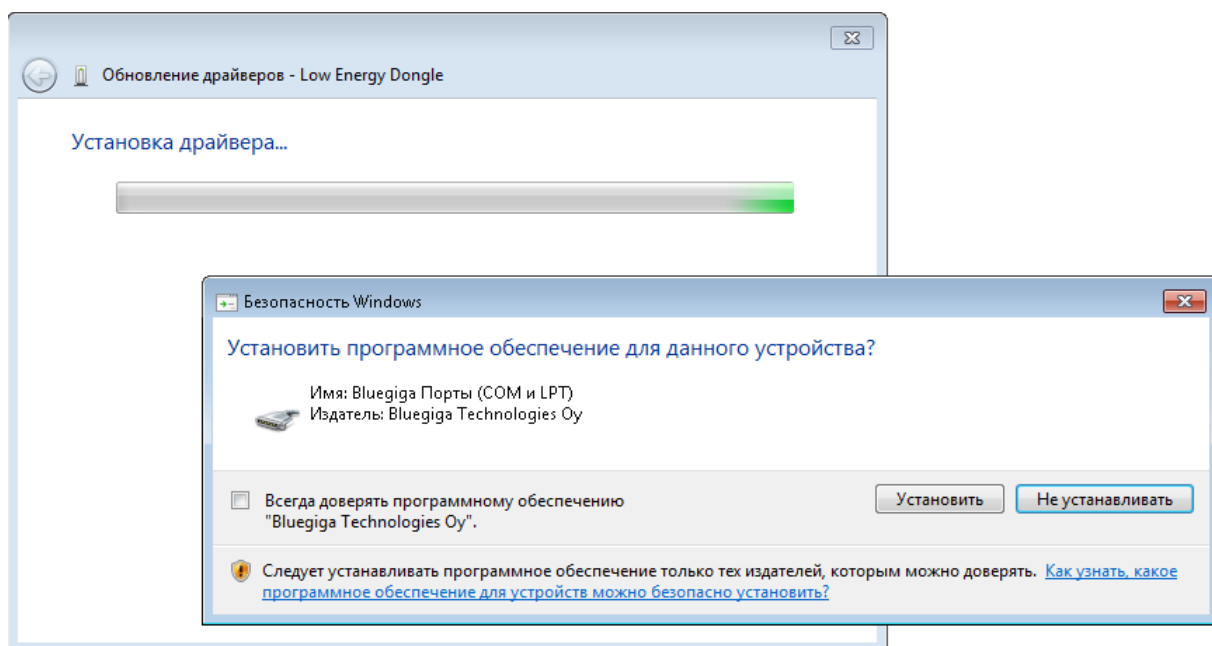 Обновление драйверов - Low Energy Dongle
Установка драйвера...
Безопасность Windows
Установить программное обеспечение для данного устройства?
Имя: Bluegiga Порты (COM и LPT)
Издатель: Bluegiga Technologies Oy
Всегда доверять программному обеспечению
"Bluegiga Technologies Oy".
Установить
Не устанавливать
Следует устанавливать программное обеспечение только тех издателей, которым можно доверять. Как узнать, какое
программное обеспечение для устройств можно безопасно установить?